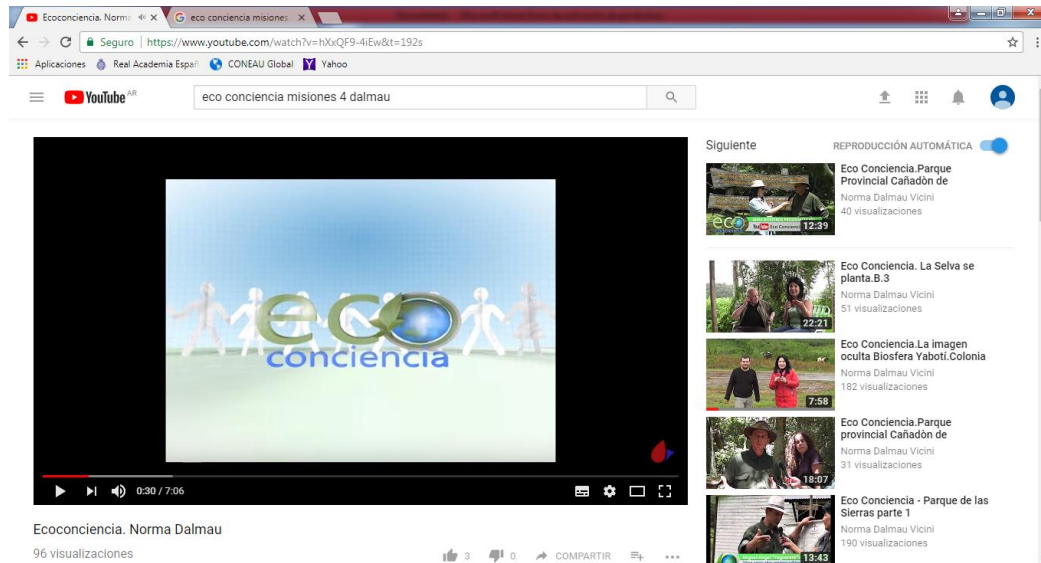 Ecoconciencia. Norma
eco conciencia misiones
Seguro | https://www.youtube.com/watch?v=hXxQF9-4iEw&t=192s
Aplicaciones Real Academia Españ CONEAU Global Yahoo
YouTube AR
eco conciencia misiones 4 dalmau
eco
conciencia
0:30 / 7:06
Ecoconciencia. Norma Dalmau
96 visualizaciones
3 0 COMPARTIR
Siguiente REPRODUCCIÓN AUTOMÁTICA
eco
12:39
Eco Conciencia.Parque
Provincial Cañadòn de
Norma Dalmau Vicini
40 visualizaciones
22:21
Eco Conciencia. La Selva se
planta.B.3
Norma Dalmau Vicini
51 visualizaciones
7:58
Eco Conciencia.La imagen
oculta Biosfera Yabotí.Colonia
Norma Dalmau Vicini
182 visualizaciones
18:07
Eco Conciencia.Parque
provincial Cañadòn de
Norma Dalmau Vicini
31 visualizaciones
13:43
Eco Conciencia - Parque de las
Sierras parte 1
Norma Dalmau Vicini
190 visualizaciones